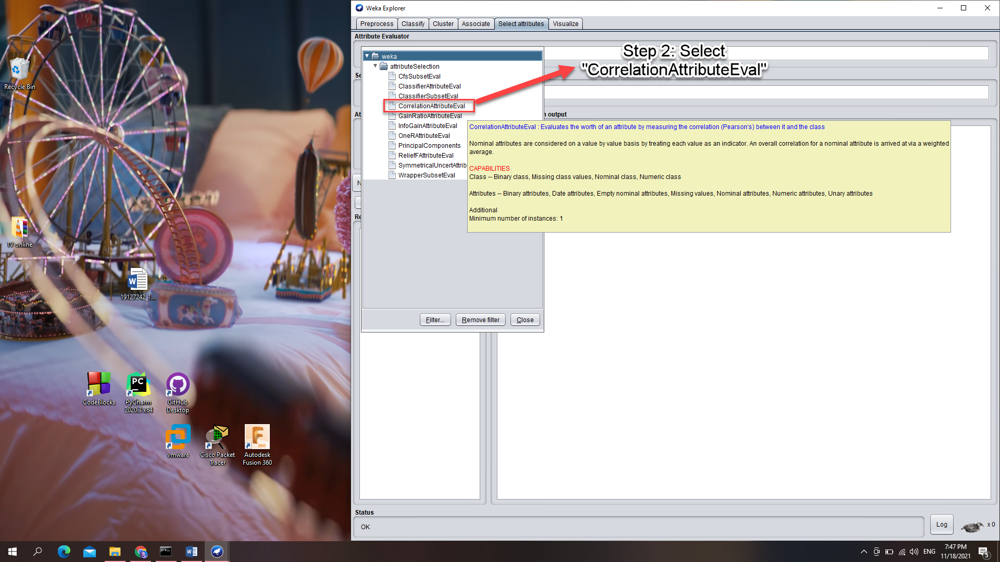 Weka Explorer
Preprocess
Classify
Cluster
Associate
Select attributes
Visualize
Attribute Evaluator
weka
attributeSelection
CfsSubsetEval
ClassifierAttributeEval
ClassifierSubsetEval
CorrelationAttributeEval
GainRatioAttributeEval
InfoGainAttributeEval
OneRAttributeEval
PrincipalComponents
ReliefFAttributeEval
SymmetricalUncertAttrib
WrapperSubsetEval
Step 2: Select
"CorrelationAttributeEval"
output
CorrelationAttributeEval : Evaluates the worth of an attribute by measuring the correlation (Pearson's) between it and the class
Nominal attributes are considered on a value by value basis by treating each value as an indicator. An overall correlation for a nominal attribute is arrived at via a weighted
average.
CAPABILITIES
Class -- Binary class, Missing class values, Nominal class, Numeric class
Attributes -- Binary attributes, Date attributes, Empty nominal attributes, Missing values, Nominal attributes, Numeric attributes, Unary attributes
Additional
Minimum number of instances: 1
Filter...
Remove filter
Close
Status
OK
Log
x 0
Recycle Bin
TV online
19127242_1...
CodeBlocks
PyCharm
2020.3 x64
GitHub
Desktop
vmware
Cisco Packet
Tracer
Autodesk
Fusion 360
ENG
7:47 PM
11/18/2021
5